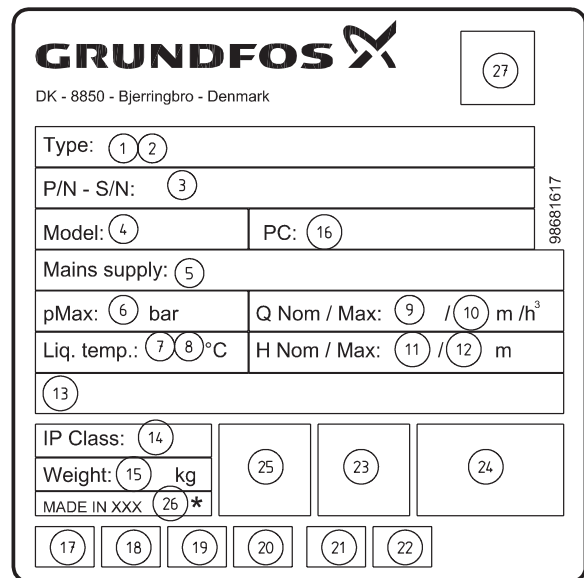 GRUNDFOS
27
DK - 8850 - Bjerringbro - Denmark
Type: 1 2
P/N - S/N: 3
Model: 4 PC: 16
98681617
Mains supply: 5
pMax: 6 bar Q Nom / Max: 9 / 10 m /h³
Liq. temp.: 7 8 °C H Nom / Max: 11 / 12 m
13
IP Class: 14
Weight: 15 kg
MADE IN XXX 26 *
25 23 24
17 18 19 20 21 22